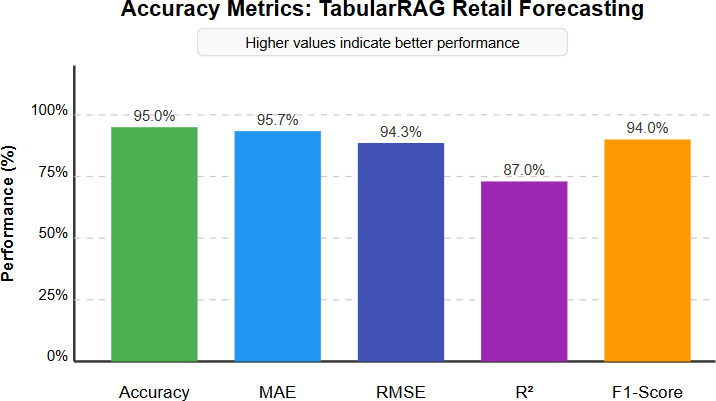 Accuracy Metrics: TabularRAG Retail Forecasting
Higher values indicate better performance
Performance (%)
100%
75%
50%
25%
0%
95.0%
95.7%
94.3%
87.0%
94.0%
Accuracy
MAE
RMSE
R²
F1-Score